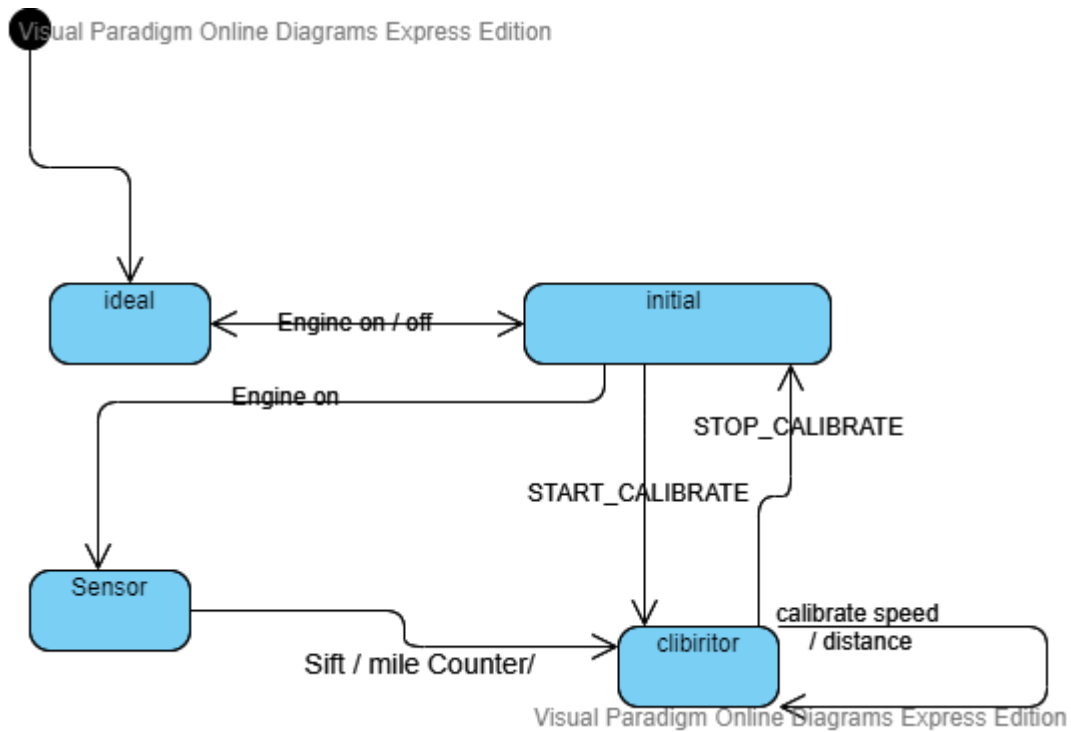 Visual Paradigm Online Diagrams Express Edition
ideal
initial
Engine on / off
Engine on
STOP_CALIBRATE
START_CALIBRATE
Sensor
calibrate speed
/ distance
clibiritor
Sift / mile Counter/
Visual Paradigm Online Diagrams Express Edition